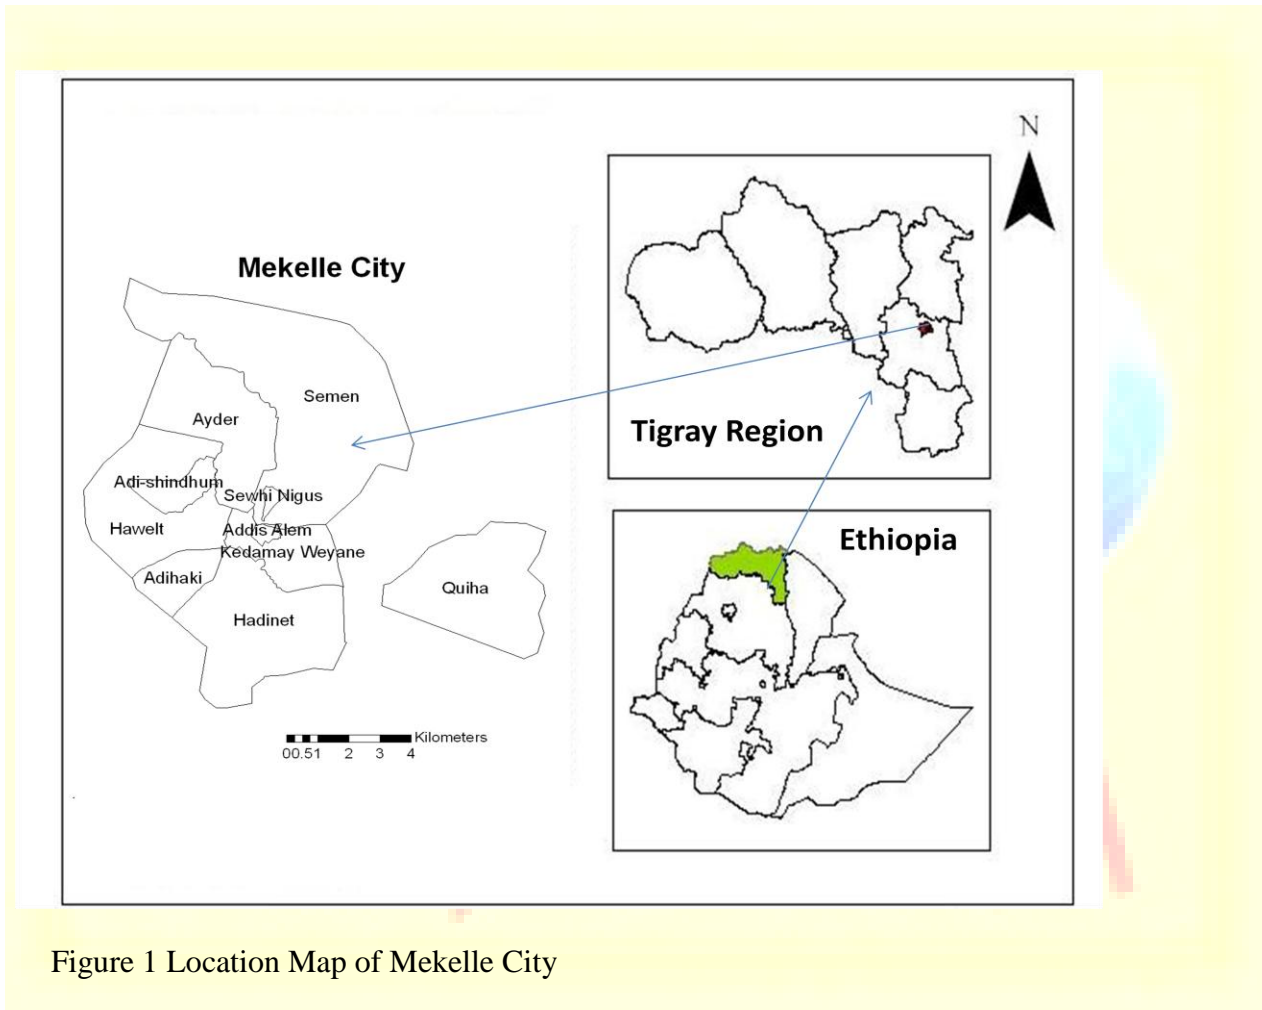 N
Mekelle City
Semen
Ayder
Adi-shindhum
Sewhi Nigus
Hawelt
Addis Alem
Kedamay Weyane
Adihaki
Quiha
Hadinet
Kilometers
00.51 2 3 4
Tigray Region
Ethiopia
Figure 1 Location Map of Mekelle City